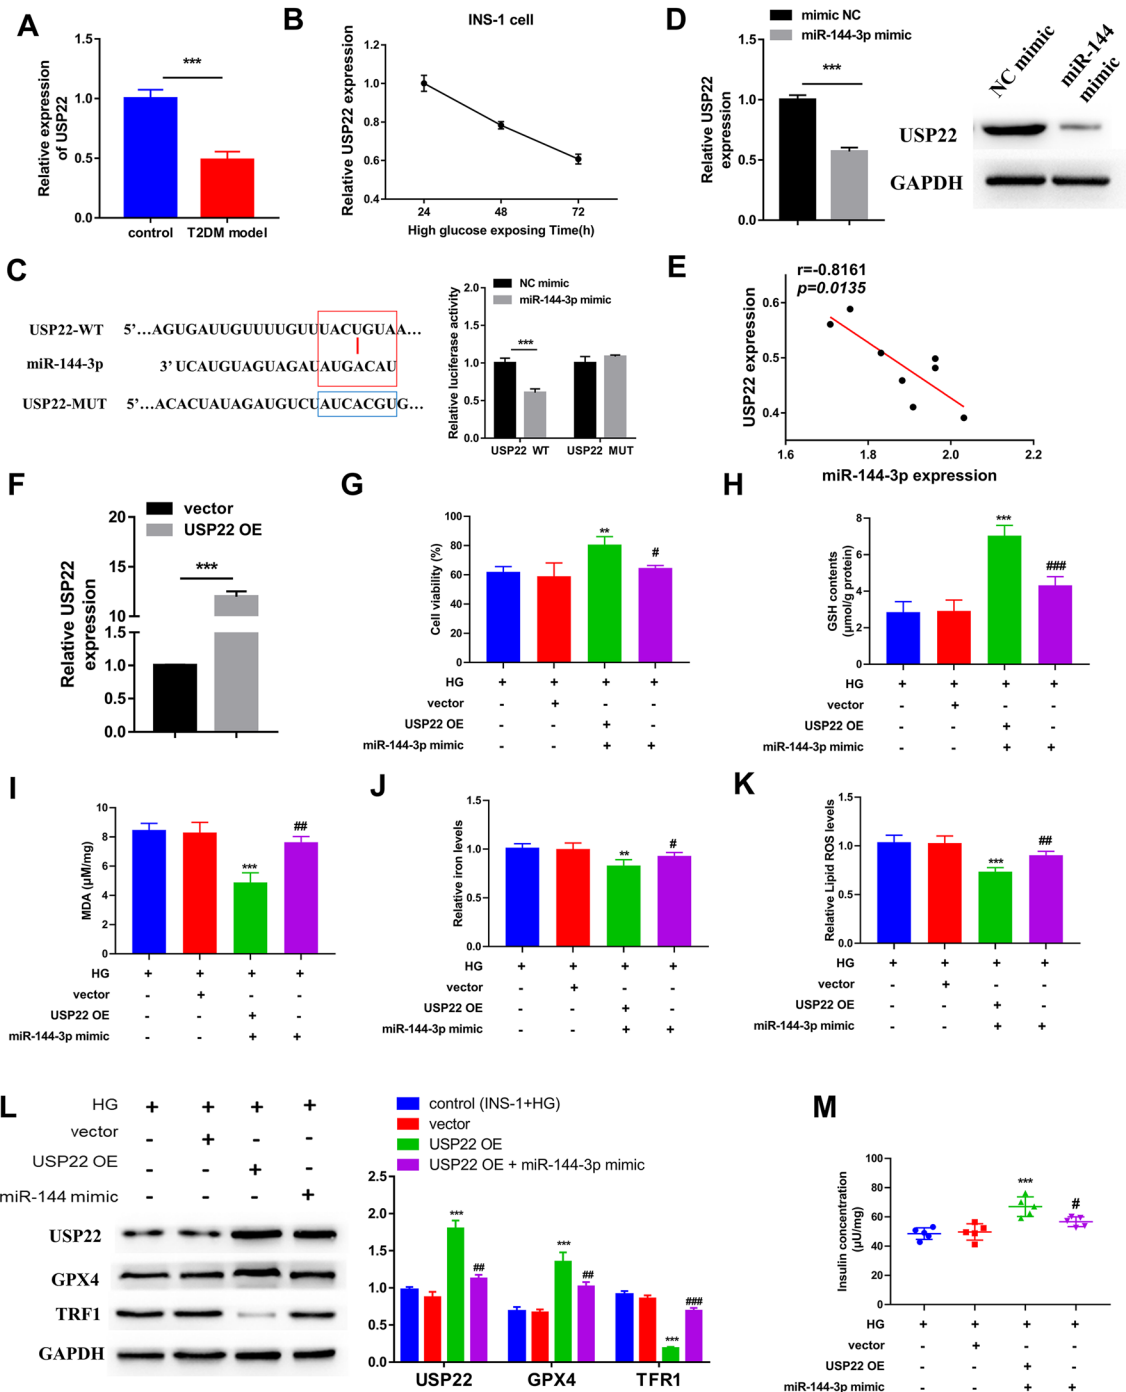 A
Relative expression
of USP22
1.5
1.0
0.5
0.0
***
control
T2DM model
B
INS-1 cell
Relative USP22 expression
1.2
1.0
0.8
0.6
0.4
24
48
72
High glucose exposing Time(h)
D
mimic NC
miR-144-3p mimic
Relative USP22
expression
1.5
1.0
0.5
0.0
***
NC mimic
miR-144
mimic
USP22
GAPDH
C
USP22-WT 5’…AGUGAUUGUUUUGUUUACUGUAA…
miR-144-3p 3’ UCAUGUAGUAGAUAUGACAU
USP22-MUT 5’…ACACUAUAGAUGUCUAUCACGUG…
NC mimic
miR-144-3p mimic
Relative luciferase activity
2.0
1.5
1.0
0.5
0.0
***
USP22 WT
USP22 MUT
E
r=-0.8161
p=0.0135
USP22 expression
0.6
0.5
0.4
1.6
1.8
2.0
2.2
miR-144-3p expression
F
vector
USP22 OE
Relative USP22
expression
20
15
10
1.5
1.0
0.5
0.0
***
G
Cell viability (%)
100
80
60
40
20
0
**
#
HG + + + +
vector - + - -
USP22 OE - - +
miR-144-3p mimic - - + +
H
GSH contents
(μmol/g protein)
8
6
4
2
0
***
###
HG + + + +
vector - + - -
USP22 OE - - +
miR-144-3p mimic - - + +
I
MDA (μM/mg)
10
8
6
4
2
0
***
##
HG + + + +
vector - + - -
USP22 OE - - +
miR-144-3p mimic - - + +
J
Relative iron levels
1.5
1.0
0.5
0.0
**
#
HG + + + +
vector - + - -
USP22 OE - - +
miR-144-3p mimic - - + +
K
Relative Lipid ROS levels
1.5
1.0
0.5
0.0
***
##
HG + + + +
vector - + - -
USP22 OE - - +
miR-144-3p mimic - - + +
L
HG + + + +
vector - + - -
USP22 OE - - + -
miR-144 mimic - - - +
USP22
GPX4
TRF1
GAPDH
control (INS-1+HG)
vector
USP22 OE
USP22 OE + miR-144-3p mimic
2.5
2.0
1.5
1.0
0.5
0.0
***
##
***
##
***
###
USP22
GPX4
TFR1
M
Insulin concentration
(μU/mg)
100
80
60
40
20
0
***
#
HG + + + +
vector - + - -
USP22 OE - - +
miR-144-3p mimic - - + +